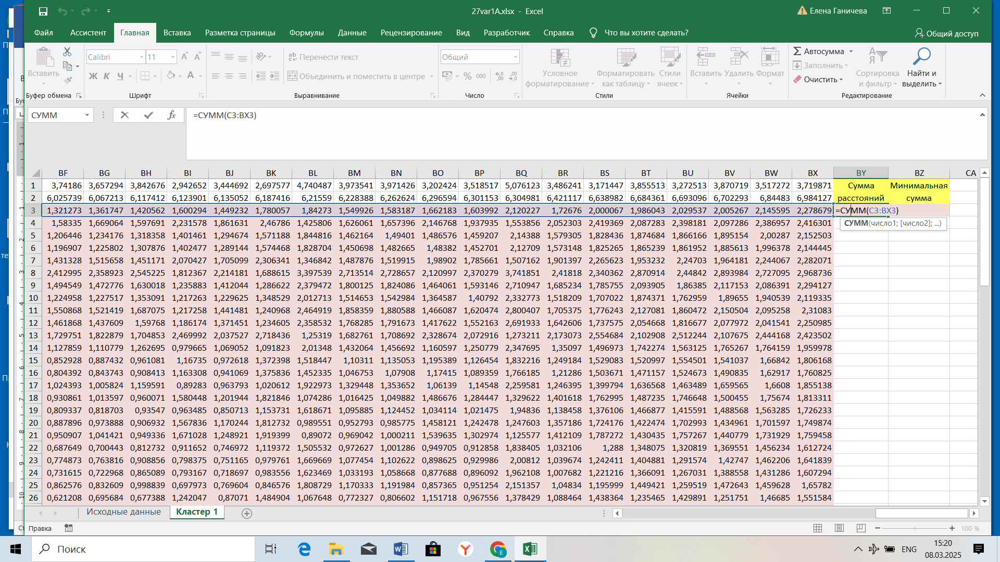 27var1A.xlsx - Excel
Елена Ганичева
Файл Ассистент Главная Вставка Разметка страницы Формулы Данные Рецензирование Вид Разработчик Справка Что вы хотите сделать? Общий доступ
Вставить
Calibri 11
Ж К Ч
Перенести текст
Объединить и поместить в центре
Общий
% 000
Условное форматирование
Форматировать как таблицу
Стили ячеек
Вставить Удалить Формат
Автосумма
Заполнить
Очистить
Сортировка и фильтр
Найти и выделить
Буфер обмена Шрифт Выравнивание Число Стили Ячейки Редактирование
СУММ fx =СУММ(C3:BX3)
BF BG BH BI BJ BK BL BM BN BO BP BQ BR BS BT BU BV BW BX BY BZ CA
1 3,74186 3,657294 3,842676 2,942652 3,444692 2,697577 4,740487 3,973541 3,971426 3,202424 3,518517 5,076123 3,486241 3,171447 3,855513 3,272513 3,870719 3,517272 3,719871 Сумма Минимальная
2 6,025739 6,067213 6,117412 6,123901 6,135052 6,187416 6,21559 6,228388 6,262624 6,296594 6,301153 6,304981 6,421117 6,638982 6,684361 6,693096 6,702293 6,84483 6,984127 расстояний сумма
3 1,321273 1,361747 1,420562 1,600294 1,449232 1,780057 1,84273 1,549926 1,583187 1,662183 1,603992 2,120227 1,72676 2,000067 1,986043 2,029537 2,005267 2,145595 2,278679 =СУММ(C3:BX3)
4 1,58335 1,669064 1,597691 2,231578 1,861631 2,46786 1,425806 1,626061 1,657396 2,146768 1,937935 1,553856 2,052303 2,419369 2,087283 2,398181 2,097286 2,386957 2,416301 СУММ(число1; [число2]; ...)
5 1,206446 1,234176 1,318358 1,401461 1,294674 1,571188 1,844816 1,462164 1,49401 1,486576 1,459207 2,14388 1,579305 1,828436 1,874684 1,866166 1,895154 2,00287 2,152503
6 1,196907 1,225802 1,307876 1,402477 1,289144 1,574468 1,828704 1,450698 1,482665 1,48382 1,452701 2,12709 1,573148 1,825265 1,865239 1,861952 1,885613 1,996378 2,144445
7 1,431328 1,515658 1,451171 2,070427 1,705099 2,306341 1,346842 1,487876 1,519915 1,98902 1,785661 1,507162 1,901397 2,265623 1,953232 2,24703 1,964181 2,244067 2,282071
8 2,412995 2,358923 2,545225 1,812367 2,214181 1,688615 3,397539 2,713514 2,728657 2,120997 2,370279 3,741851 2,41818 2,340362 2,870914 2,44842 2,893984 2,727095 2,968736
9 1,494549 1,472776 1,630018 1,235883 1,412044 1,286622 2,379472 1,800125 1,824086 1,464061 1,593146 2,710947 1,685234 1,785755 2,093905 1,86385 2,117153 2,086391 2,294127
10 1,224958 1,227517 1,353091 1,217263 1,229625 1,348529 2,012713 1,514653 1,542984 1,364587 1,40792 2,332773 1,518209 1,707022 1,874371 1,762959 1,89655 1,940539 2,119335
11 1,550868 1,521419 1,687075 1,217258 1,441481 1,240968 2,464919 1,858359 1,880588 1,466087 1,620474 2,800407 1,705375 1,776243 2,127081 1,860472 2,150504 2,095258 2,31083
12 1,461868 1,437609 1,59768 1,186174 1,371451 1,234605 2,358532 1,768285 1,791673 1,417622 1,552163 2,691933 1,642606 1,737575 2,054668 1,816677 2,077972 2,041541 2,250985
13 1,729751 1,822879 1,704853 2,469992 2,037527 2,718436 1,25319 1,682761 1,708692 2,328674 2,072916 1,273211 2,173073 2,554684 2,102908 2,512244 2,107675 2,444168 2,423502
14 1,127859 1,110779 1,262695 0,979665 1,069052 1,091823 2,01348 1,432064 1,456692 1,160597 1,250779 2,347695 1,35097 1,496973 1,742274 1,563125 1,765267 1,764159 1,959978
15 0,852928 0,887432 0,961081 1,16735 0,972618 1,372398 1,518447 1,10311 1,135053 1,195389 1,126454 1,832216 1,249184 1,529083 1,520997 1,554501 1,541037 1,66842 1,806168
16 0,804392 0,843743 0,908413 1,163308 0,941069 1,375836 1,452335 1,046753 1,07908 1,17415 1,089359 1,766185 1,21286 1,503671 1,471157 1,524673 1,490835 1,62917 1,760825
17 1,024393 1,005824 1,159591 0,89283 0,963793 1,020612 1,922973 1,329448 1,353652 1,06139 1,14548 2,259581 1,246395 1,399794 1,636568 1,463489 1,659565 1,6608 1,855138
18 0,930861 1,013597 0,960071 1,580448 1,201944 1,821846 1,074286 1,016425 1,049882 1,486676 1,284447 1,329622 1,401618 1,762995 1,487235 1,746648 1,500455 1,75674 1,813311
19 0,809337 0,818703 0,93547 0,963485 0,850713 1,153731 1,618671 1,095885 1,124452 1,034114 1,021475 1,94836 1,138458 1,376106 1,466877 1,415591 1,488568 1,563285 1,726233
20 0,887896 0,973888 0,906932 1,567836 1,170244 1,812732 0,989551 0,952793 0,985775 1,458121 1,242478 1,247603 1,357186 1,724176 1,422474 1,702993 1,434961 1,701597 1,749874
21 0,950907 1,041421 0,949336 1,671028 1,248921 1,919399 0,89072 0,969042 1,000211 1,539635 1,302974 1,125577 1,412109 1,787272 1,430435 1,757267 1,440779 1,731929 1,759458
22 0,687649 0,700443 0,812732 0,911652 0,746972 1,119372 1,505532 0,972627 1,001286 0,949705 0,912858 1,838405 1,032106 1,288 1,348075 1,320819 1,369551 1,456234 1,612724
23 0,774873 0,763816 0,908856 0,798375 0,751165 0,979761 1,669669 1,077454 1,102622 0,898625 0,929986 2,00812 1,039674 1,242411 1,404881 1,291574 1,42747 1,462206 1,641839
24 0,731615 0,722968 0,865089 0,793167 0,718697 0,983556 1,623469 1,033193 1,058668 0,877688 0,896092 1,962108 1,007682 1,221216 1,366091 1,267031 1,388558 1,431286 1,607294
25 0,862576 0,832609 0,998839 0,697973 0,769604 0,846576 1,808729 1,170333 1,191984 0,857365 0,951254 2,151357 1,04834 1,195999 1,449421 1,259519 1,472643 1,459628 1,65782
26 0,621208 0,695684 0,677388 1,242047 0,87071 1,484904 1,067648 0,772327 0,806602 1,151718 0,967556 1,378429 1,088464 1,438364 1,235465 1,429891 1,251751 1,46685 1,551584
Исходные данные Кластер 1
Правка 100 %
Поиск
ENG
15:20
08.03.2025